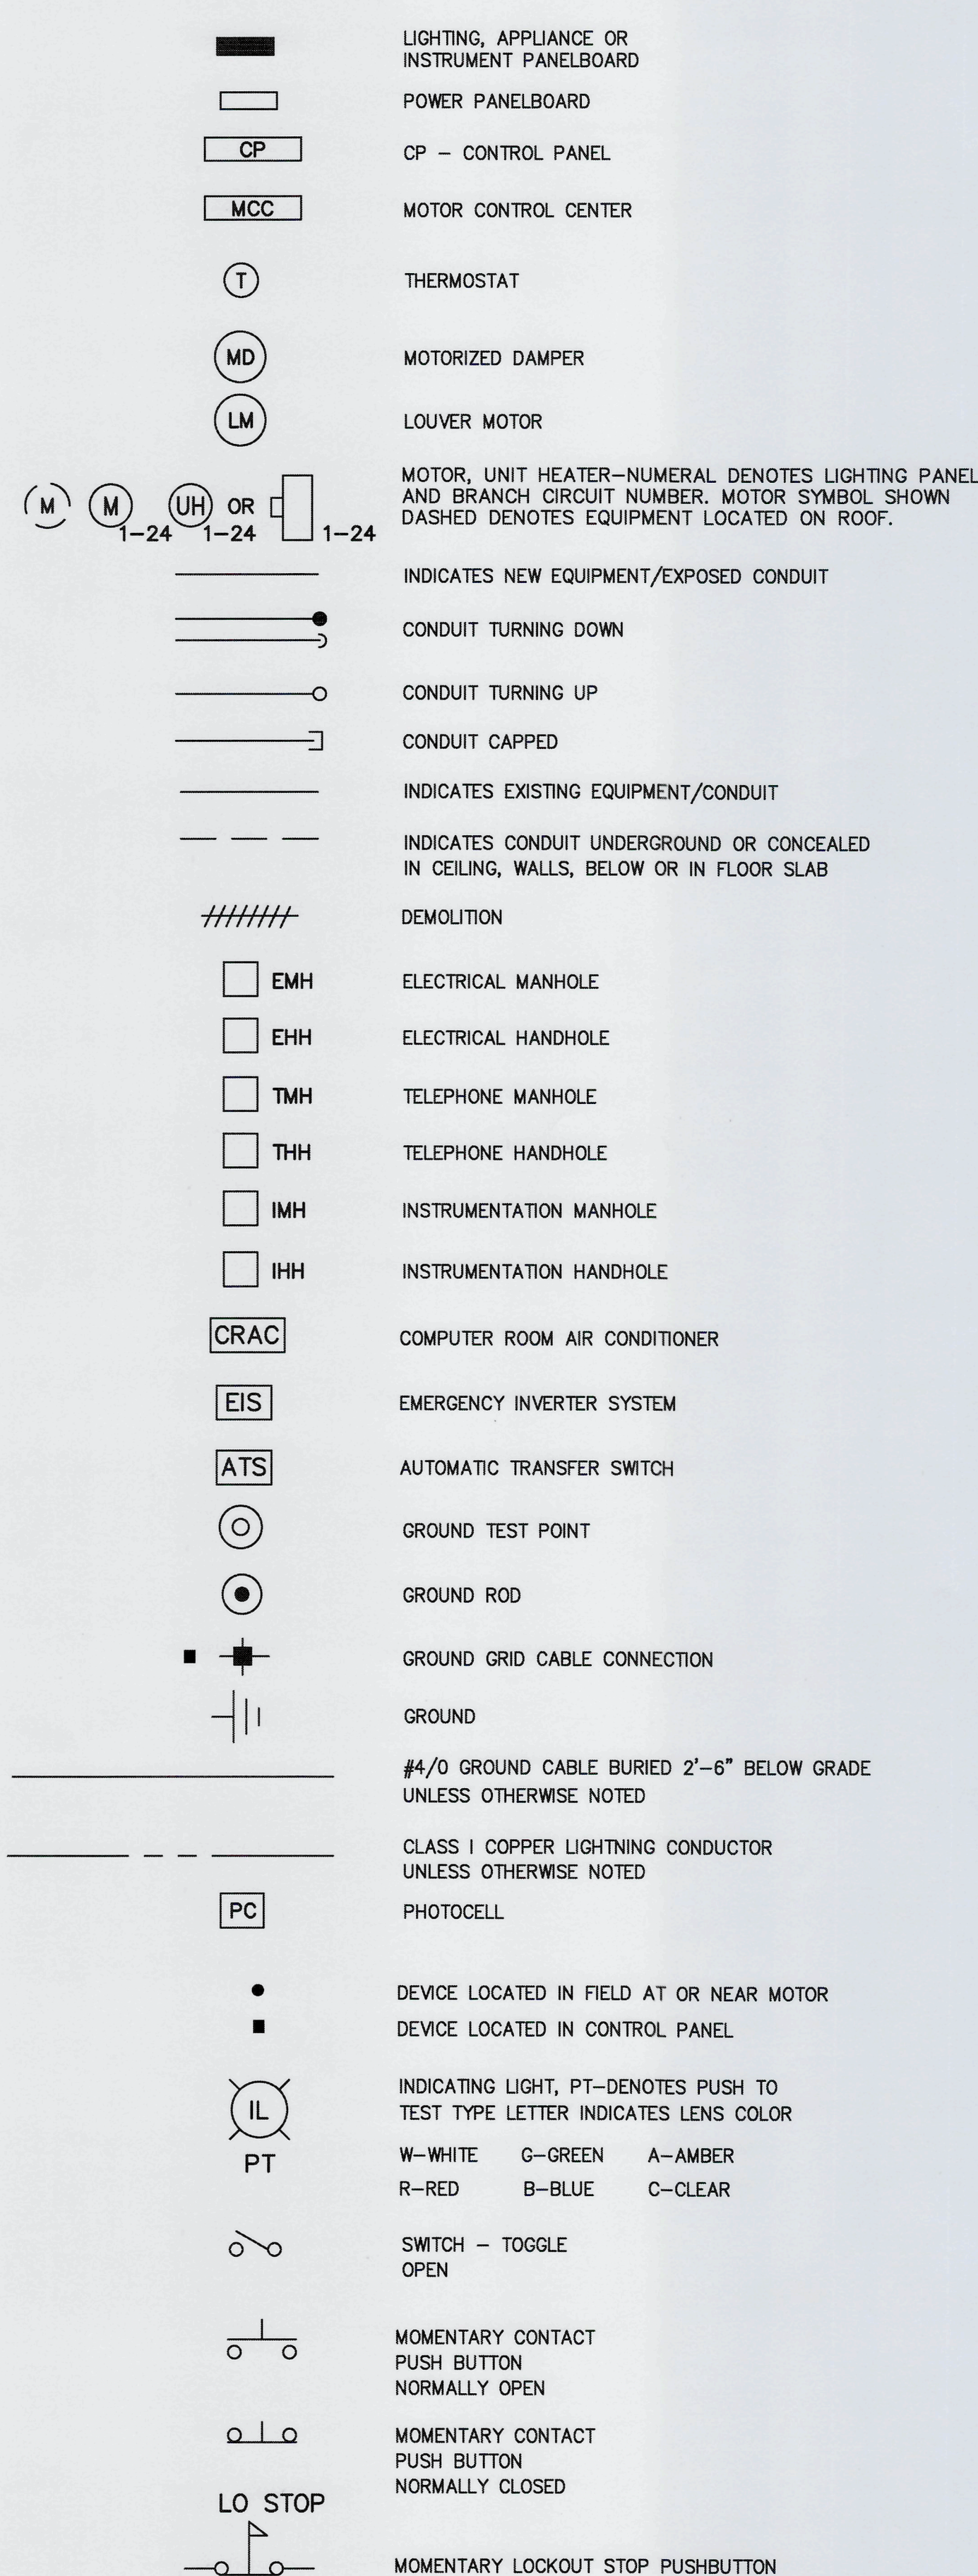 LIGHTING, APPLIANCE OR
INSTRUMENT PANELBOARD
POWER PANELBOARD
CP CP – CONTROL PANEL
MCC MOTOR CONTROL CENTER
T THERMOSTAT
MD MOTORIZED DAMPER
LM LOUVER MOTOR
MOTOR, UNIT HEATER–NUMERAL DENOTES LIGHTING PANEL
AND BRANCH CIRCUIT NUMBER. MOTOR SYMBOL SHOWN
DASHED DENOTES EQUIPMENT LOCATED ON ROOF.
M M UH OR
1–24 1–24 1–24
INDICATES NEW EQUIPMENT/EXPOSED CONDUIT
CONDUIT TURNING DOWN
CONDUIT TURNING UP
CONDUIT CAPPED
INDICATES EXISTING EQUIPMENT/CONDUIT
INDICATES CONDUIT UNDERGROUND OR CONCEALED
IN CEILING, WALLS, BELOW OR IN FLOOR SLAB
DEMOLITION
EMH ELECTRICAL MANHOLE
EHH ELECTRICAL HANDHOLE
TMH TELEPHONE MANHOLE
THH TELEPHONE HANDHOLE
IMH INSTRUMENTATION MANHOLE
IHH INSTRUMENTATION HANDHOLE
CRAC COMPUTER ROOM AIR CONDITIONER
EIS EMERGENCY INVERTER SYSTEM
ATS AUTOMATIC TRANSFER SWITCH
GROUND TEST POINT
GROUND ROD
GROUND GRID CABLE CONNECTION
GROUND
#4/0 GROUND CABLE BURIED 2'–6" BELOW GRADE
UNLESS OTHERWISE NOTED
CLASS I COPPER LIGHTNING CONDUCTOR
UNLESS OTHERWISE NOTED
PC PHOTOCELL
DEVICE LOCATED IN FIELD AT OR NEAR MOTOR
DEVICE LOCATED IN CONTROL PANEL
INDICATING LIGHT, PT–DENOTES PUSH TO
IL TEST TYPE LETTER INDICATES LENS COLOR
PT W–WHITE G–GREEN A–AMBER
R–RED B–BLUE C–CLEAR
SWITCH – TOGGLE
OPEN
MOMENTARY CONTACT
PUSH BUTTON
NORMALLY OPEN
MOMENTARY CONTACT
PUSH BUTTON
NORMALLY CLOSED
LO STOP
MOMENTARY LOCKOUT STOP PUSHBUTTON